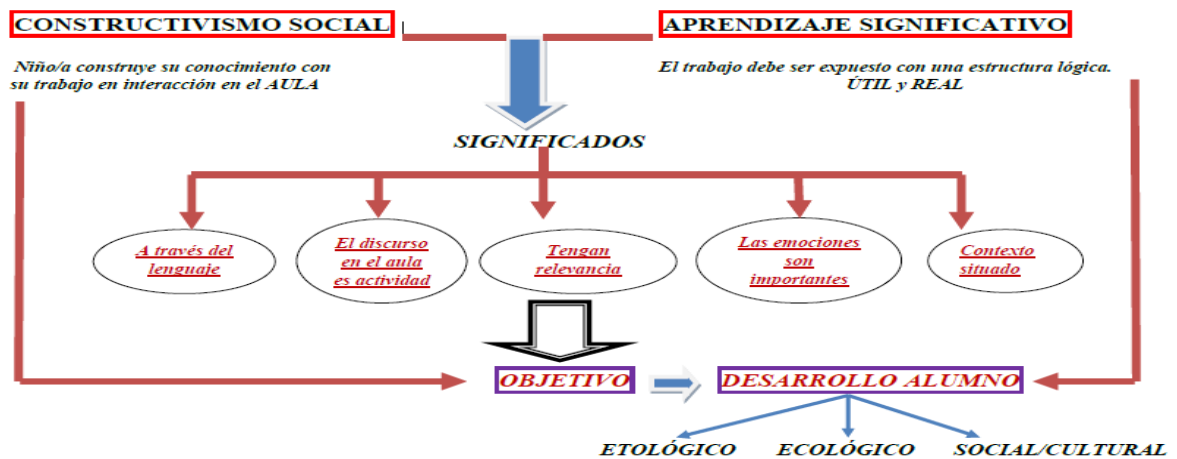 CONSTRUCTIVISMO SOCIAL
APRENDIZAJE SIGNIFICATIVO
Niño/a construye su conocimiento con
su trabajo en interacción en el AULA
El trabajo debe ser expuesto con una estructura lógica.
ÚTIL y REAL
SIGNIFICADOS
A través del
lenguaje
El discurso
en el aula
es actividad
Tengan
relevancia
Las emociones
son
importantes
Contexto
situado
OBJETIVO
DESARROLLO ALUMNO
ETOLÓGICO
ECOLÓGICO
SOCIAL/CULTURAL